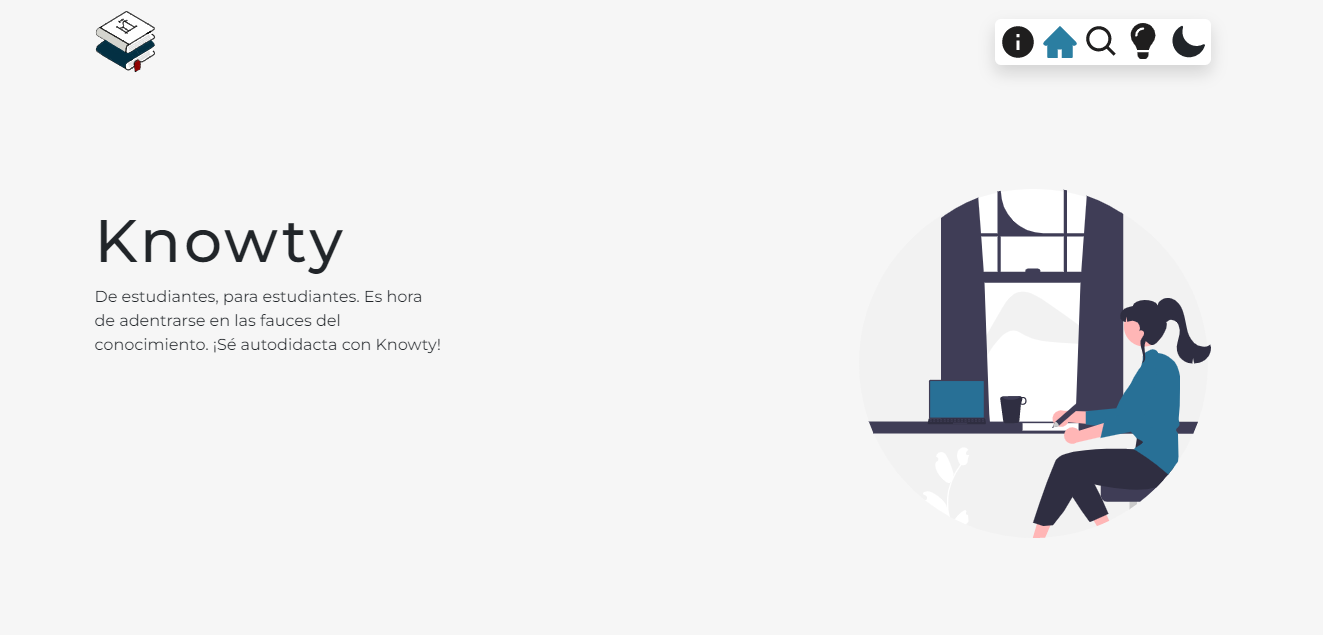 Knowty
De estudiantes, para estudiantes. Es hora
de adentrarse en las fauces del
conocimiento. ¡Sé autodidacta con Knowty!